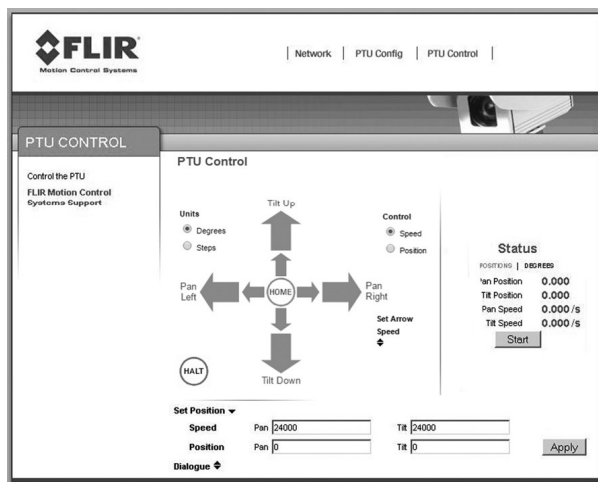 FLIR
Motion Control Systems
| Network | PTU Config | PTU Control |
PTU CONTROL
Control the PTU
FLIR Motion Control
Systems Support
PTU Control
Units
Degrees
Steps
Tilt Up
Control
Speed
Position
Pan
Left
HOME
Pan
Right
Set Arrow
Speed
HALT
Tilt Down
Status
POSITIONS | DEGREES
Pan Position 0.000
Tilt Position 0.000
Pan Speed 0.000 /s
Tilt Speed 0.000 /s
Start
Set Position
Speed Pan 24000 Tilt 24000
Position Pan 0 Tilt 0
Apply
Dialogue